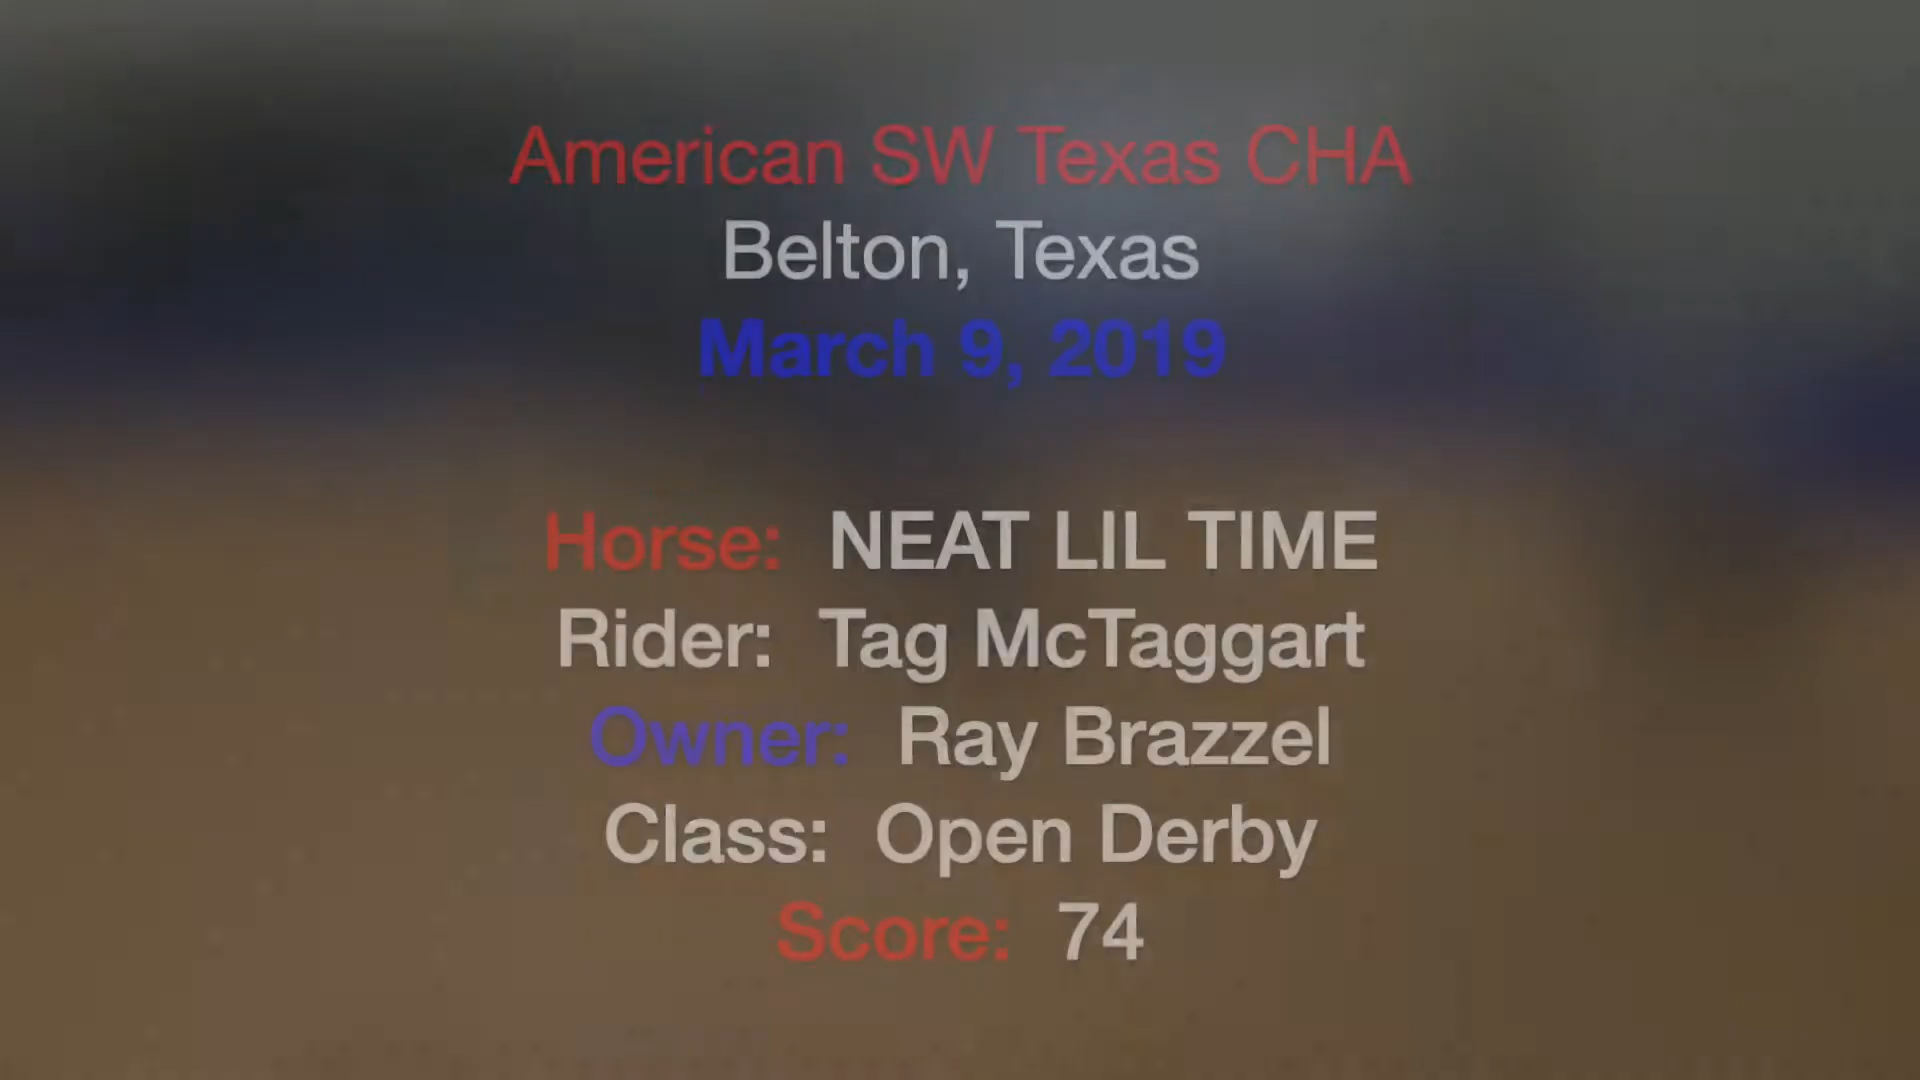 American SW Texas CHA
Belton, Texas
March 9, 2019
Horse: NEAT LIL TIME
Rider: Tag McTaggart
Owner: Ray Brazzel
Class: Open Derby
Score: 74